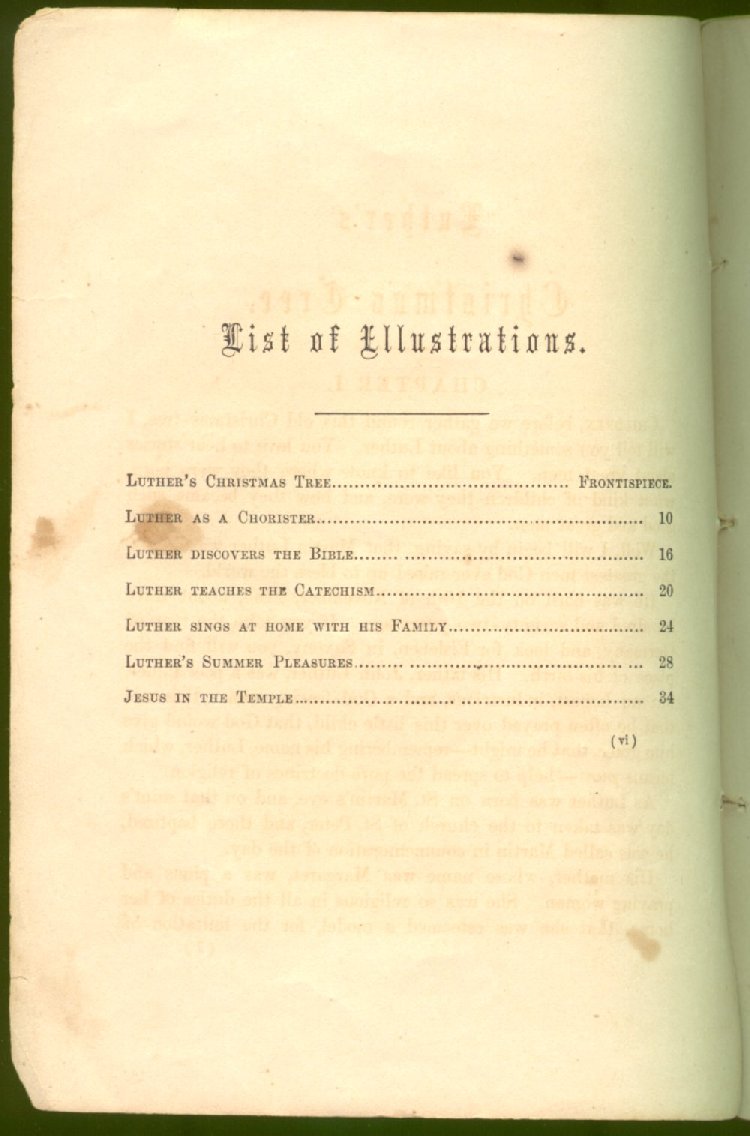 List of Illustrations.
Luther's Christmas Tree........................................ Frontispiece.
Luther as a Chorister........................................................ 10
Luther discovers the Bible........ ......................................... 16
Luther teaches the Catechism.............................................. 20
Luther sings at home with his Family.................................. 24
Luther's Summer Pleasures........ .................................... ... 28
Jesus in the Temple........................... ................................ 34
(vi)